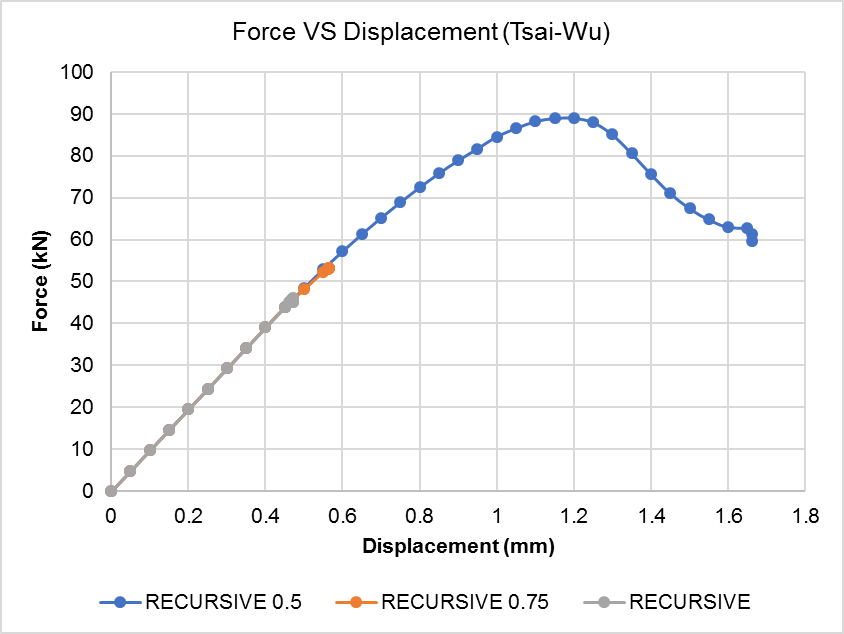 Force VS Displacement (Tsai-Wu)
100
90
80
70
60
50
40
30
20
10
0
Force (kN)
0 0.2 0.4 0.6 0.8 1 1.2 1.4 1.6 1.8
Displacement (mm)
RECURSIVE 0.5 RECURSIVE 0.75 RECURSIVE